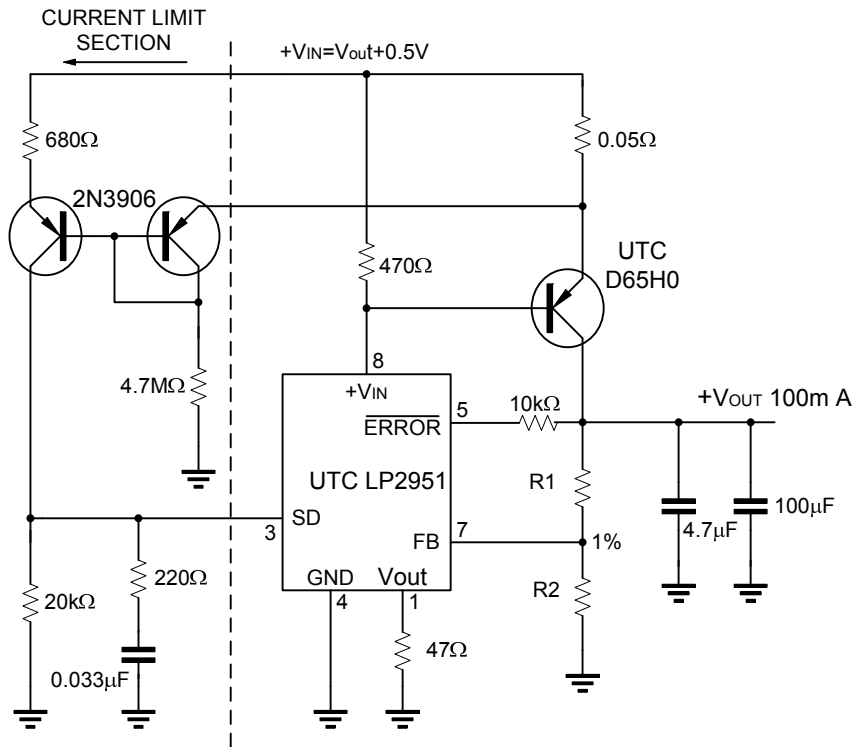 CURRENT LIMIT
SECTION
+VIN=Vout+0.5V
680Ω
0.05Ω
2N3906
470Ω
UTC
D65H0
8
4.7MΩ
+VIN
5
10kΩ
+VOUT 100m A
ERROR
UTC LP2951
R1
SD
3
7
FB
1%
4.7µF
100µF
20kΩ
220Ω
GND
Vout
R2
4
1
47Ω
0.033µF